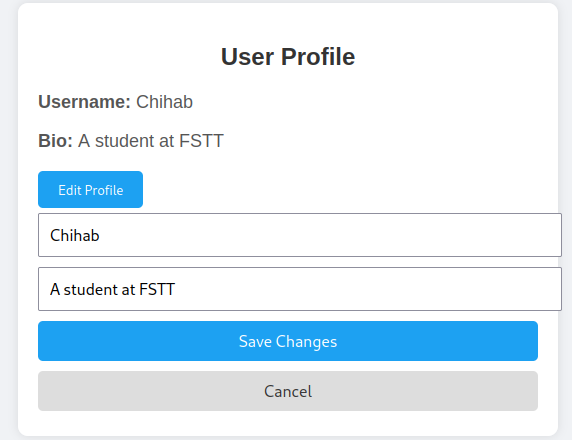 User Profile
Username: Chihab
Bio: A student at FSTT
Edit Profile
Chihab
A student at FSTT
Save Changes
Cancel